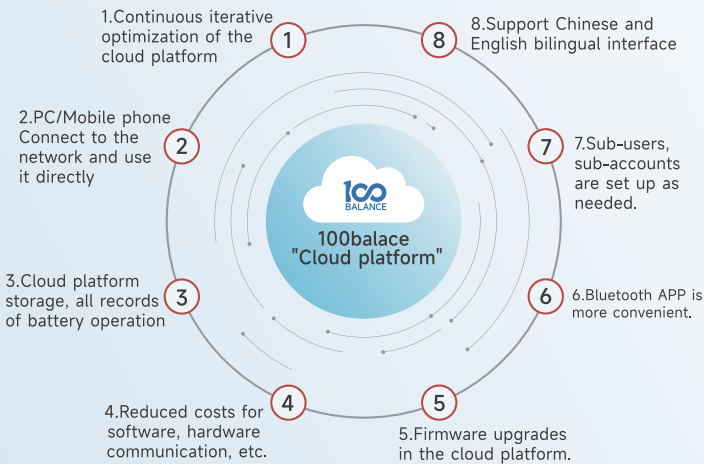 1.Continuous iterative
optimization of the
cloud platform
1
2.PC/Mobile phone
Connect to the
network and use
it directly
2
3.Cloud platform
storage, all records
of battery operation
3
4.Reduced costs for
software, hardware
communication, etc.
4
5
5.Firmware upgrades
in the cloud platform.
6
6.Bluetooth APP is
more convenient.
7
7.Sub-users,
sub-accounts
are set up as
needed.
8
8.Support Chinese and
English bilingual interface
100
BALANCE
100balace
"Cloud platform"